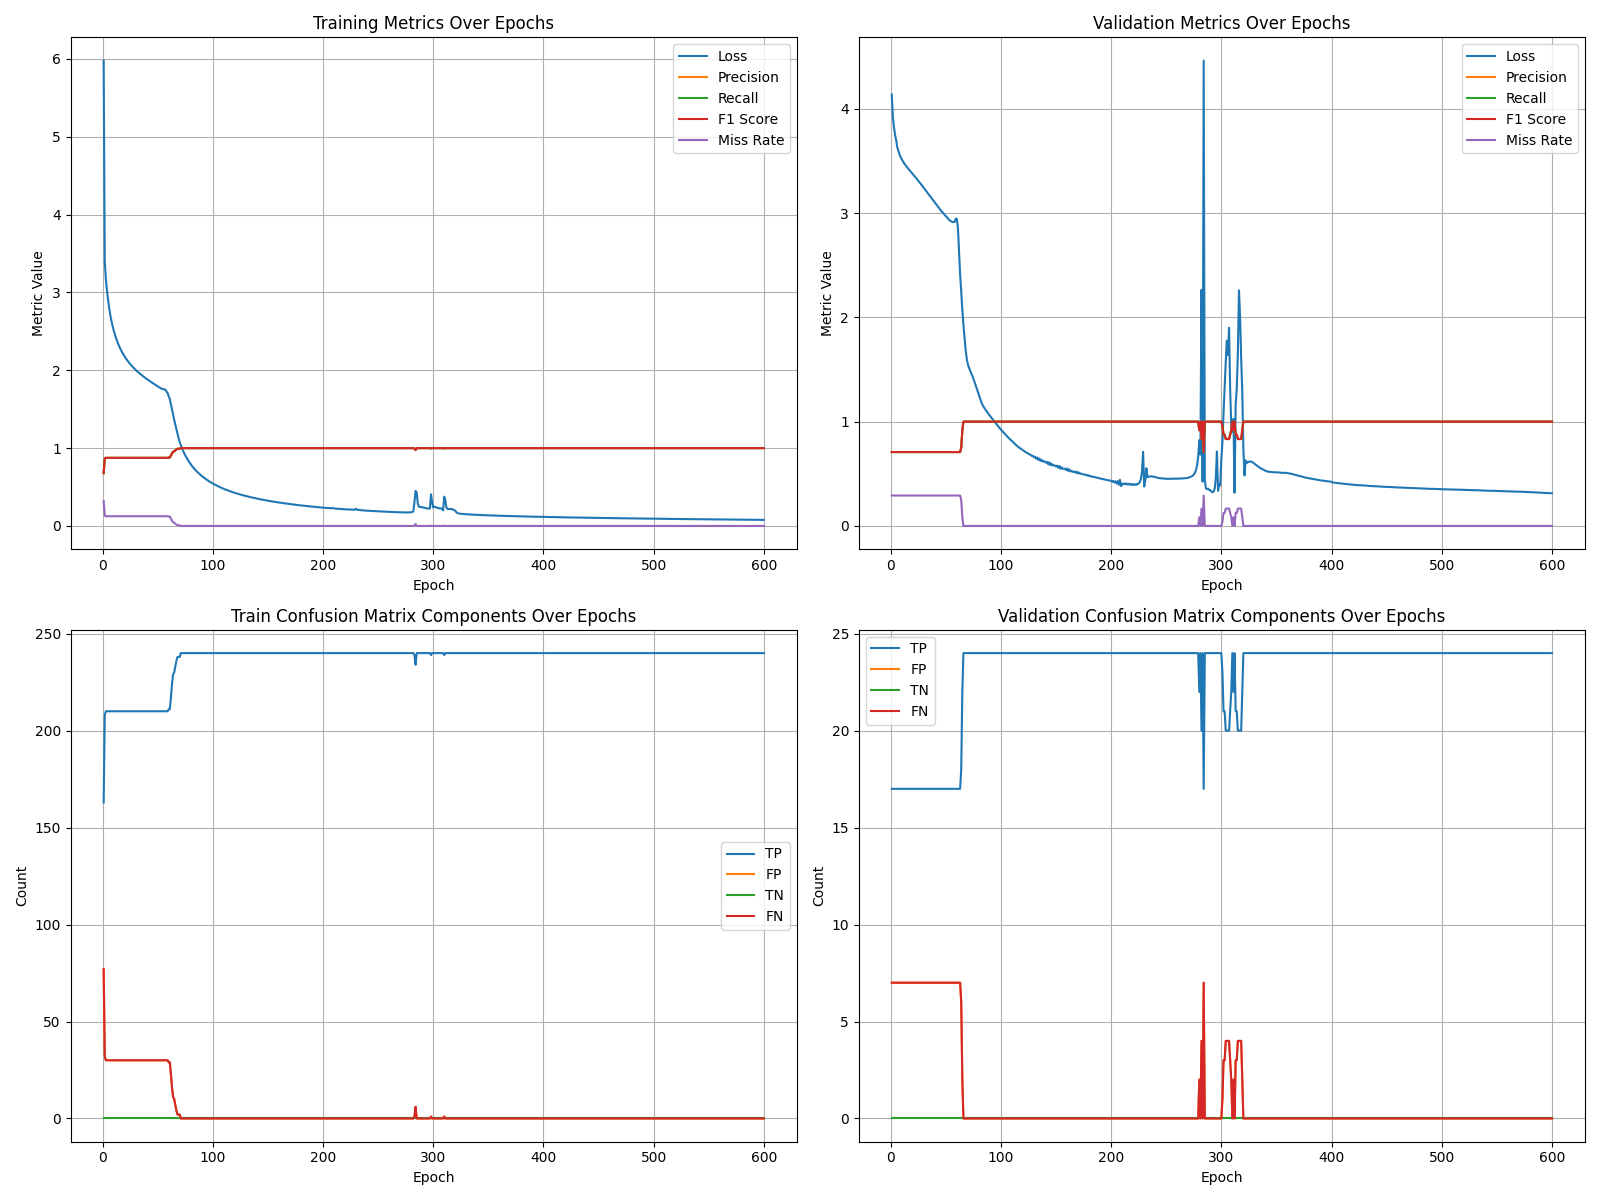 Training Metrics Over Epochs
Metric Value
6
5
4
3
2
1
0
Loss
Precision
Recall
F1 Score
Miss Rate
0 100 200 300 400 500 600
Epoch
Validation Metrics Over Epochs
Metric Value
4
3
2
1
0
Loss
Precision
Recall
F1 Score
Miss Rate
0 100 200 300 400 500 600
Epoch
Train Confusion Matrix Components Over Epochs
Count
250
200
150
100
50
0
TP
FP
TN
FN
0 100 200 300 400 500 600
Epoch
Validation Confusion Matrix Components Over Epochs
Count
25
20
15
10
5
0
TP
FP
TN
FN
0 100 200 300 400 500 600
Epoch